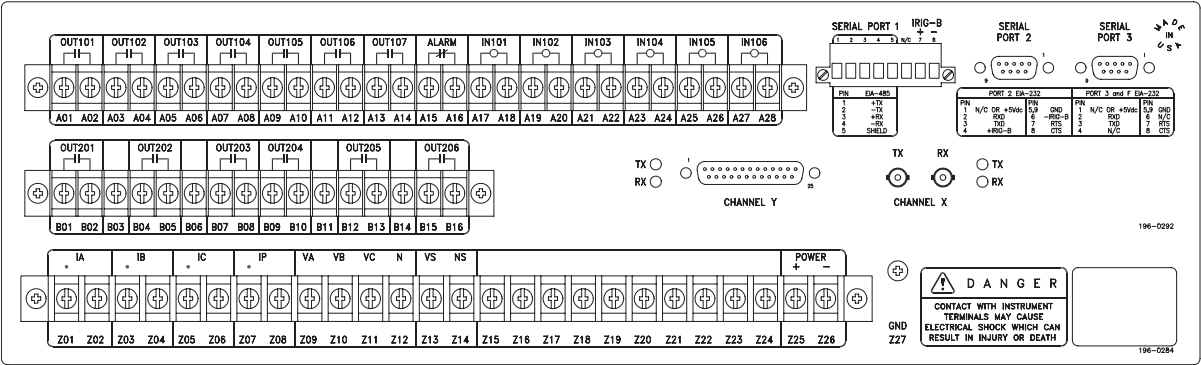 OUT101 OUT102 OUT103 OUT104 OUT105 OUT106 OUT107 ALARM IN101 IN102 IN103 IN104 IN105 IN106
A01 A02 A03 A04 A05 A06 A07 A08 A09 A10 A11 A12 A13 A14 A15 A16 A17 A18 A19 A20 A21 A22 A23 A24 A25 A26 A27 A28
SERIAL PORT 1 IRIG-B
+ −
1 2 3 4 5 N/C 7 8
PIN EIA-485
1 +TX
2 -TX
3 +RX
4 -RX
5 SHIELD
SERIAL
PORT 2
1
9
SERIAL
PORT 3
1
9
MADE
IN
USA
PORT 2 EIA-232
PIN PIN
1 N/C OR +5Vdc 5,9 GND
2 RXD 6 -IRIG-B
3 TXD 7 RTS
4 +IRIG-B 8 CTS
PORT 3 and F EIA-232
PIN PIN
1 N/C OR +5Vdc 5,9 GND
2 RXD 6 N/C
3 TXD 7 RTS
4 N/C 8 CTS
OUT201 OUT202 OUT203 OUT204 OUT205 OUT206
B01 B02 B03 B04 B05 B06 B07 B08 B09 B10 B11 B12 B13 B14 B15 B16
TX
RX
1
25
CHANNEL Y
TX RX
CHANNEL X
TX
RX
196-0292
IA IB IC IP VA VB VC N VS NS POWER
+ −
Z01 Z02 Z03 Z04 Z05 Z06 Z07 Z08 Z09 Z10 Z11 Z12 Z13 Z14 Z15 Z16 Z17 Z18 Z19 Z20 Z21 Z22 Z23 Z24 Z25 Z26
GND
Z27
! DANGER
CONTACT WITH INSTRUMENT
TERMINALS MAY CAUSE
ELECTRICAL SHOCK WHICH CAN
RESULT IN INJURY OR DEATH
196-0284